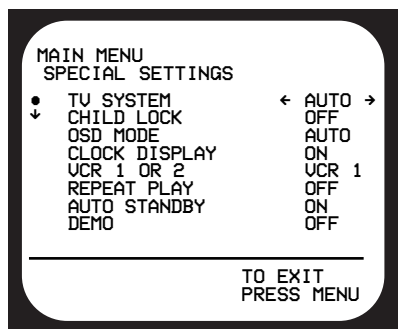 MAIN MENU
SPECIAL SETTINGS
● TV SYSTEM ← AUTO →
↓ CHILD LOCK OFF
OSD MODE AUTO
CLOCK DISPLAY ON
VCR 1 OR 2 VCR 1
REPEAT PLAY OFF
AUTO STANDBY ON
DEMO OFF
TO EXIT
PRESS MENU